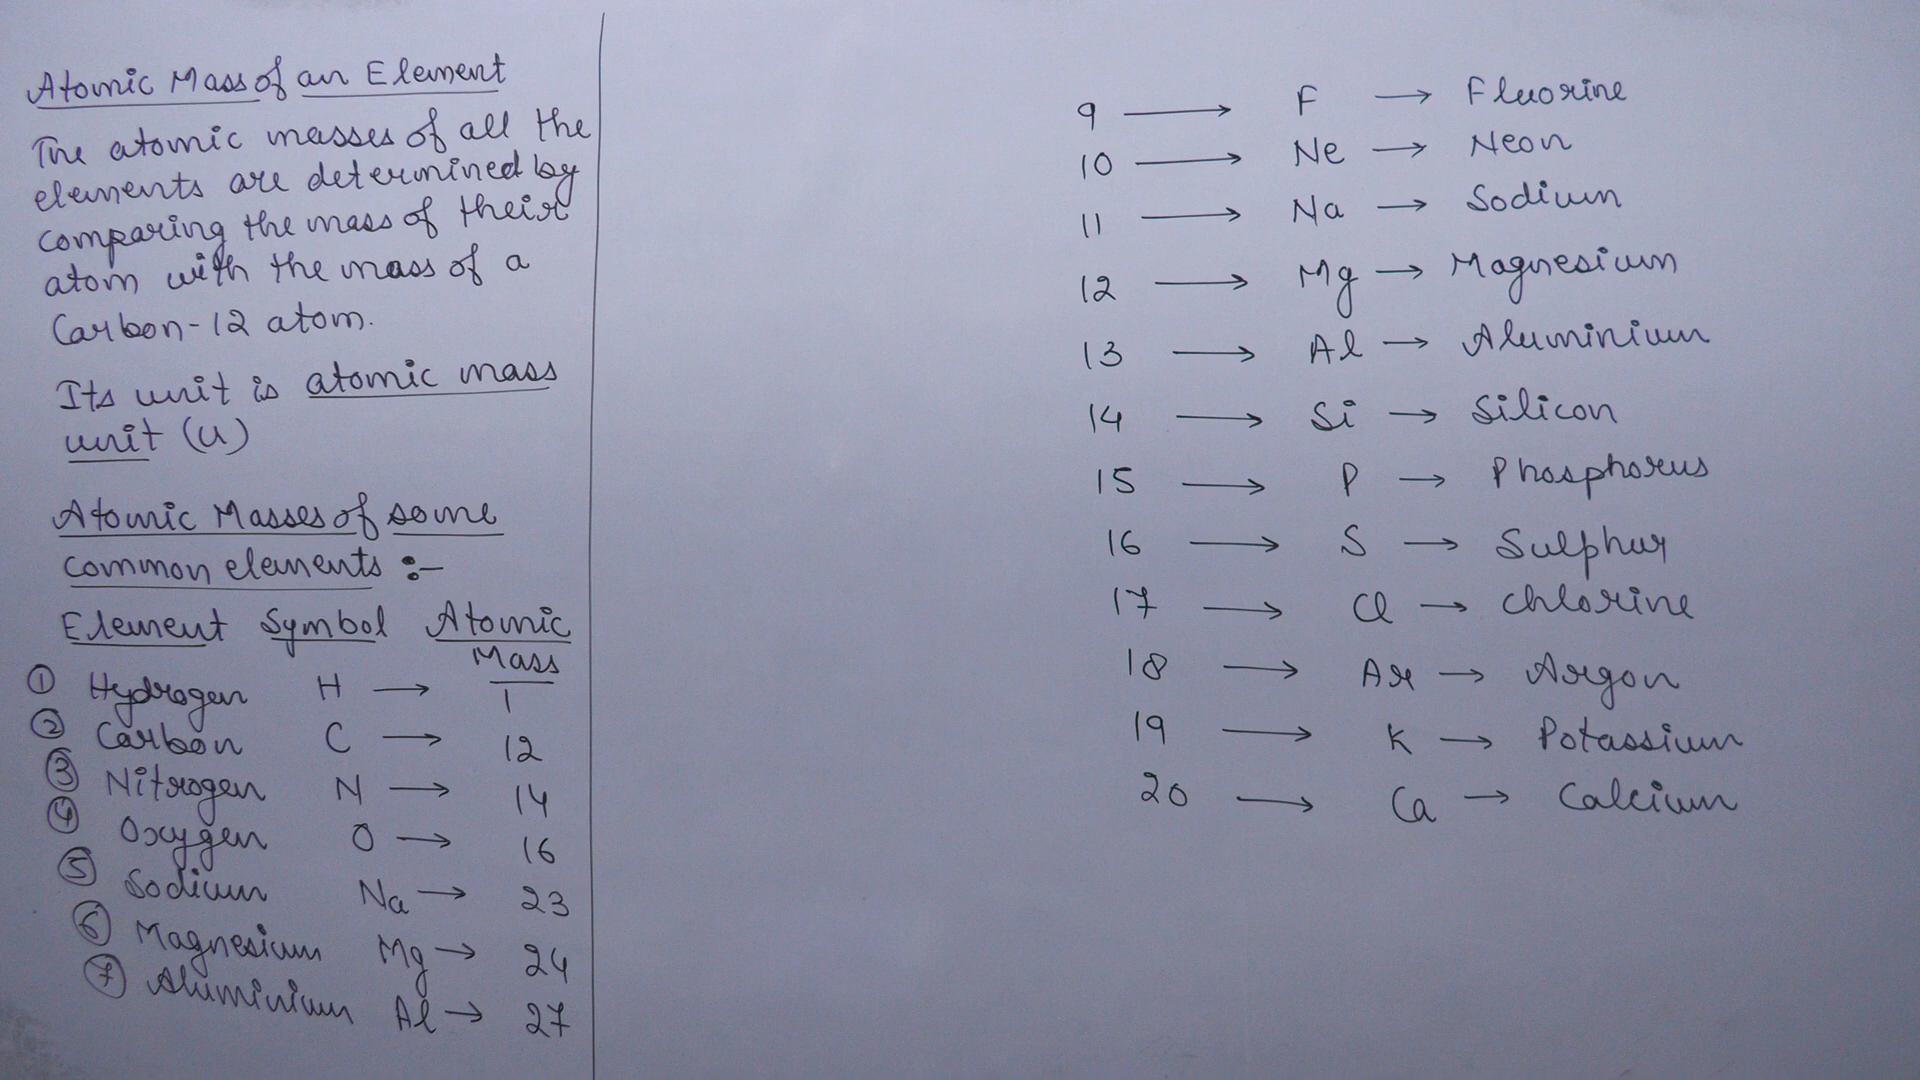 Atomic Mass of an Element
The atomic masses of all the
elements are determined by
comparing the mass of their
atom with the mass of a
Carbon-12 atom.
Its unit is atomic mass
unit (u)
Atomic Masses of some
common elements :-
Element Symbol Atomic
Mass
① Hydrogen H → 1
② Carbon C → 12
③ Nitrogen N → 14
④ Oxygen O → 16
⑤ Sodium Na → 23
⑥ Magnesium Mg → 24
⑦ Aluminium Al → 27
9 → F → Fluorine
10 → Ne → Neon
11 → Na → Sodium
12 → Mg → Magnesium
13 → Al → Aluminium
14 → Si → Silicon
15 → P → Phosphorus
16 → S → Sulphur
17 → Cl → Chlorine
18 → Ar → Argon
19 → K → Potassium
20 → Ca → Calcium